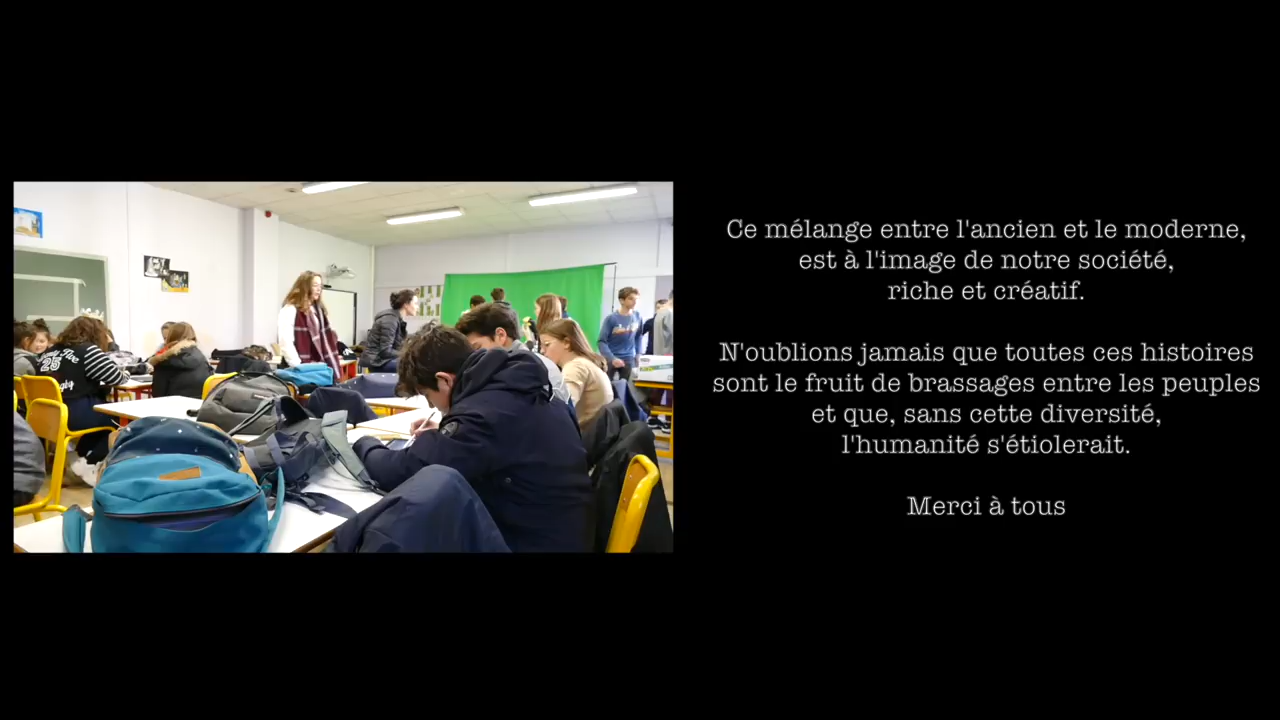 Ce mélange entre l'ancien et le moderne,
est à l'image de notre société,
riche et créatif.
N'oublions jamais que toutes ces histoires
sont le fruit de brassages entre les peuples
et que, sans cette diversité,
l'humanité s'étiolerait.
Merci à tous
25